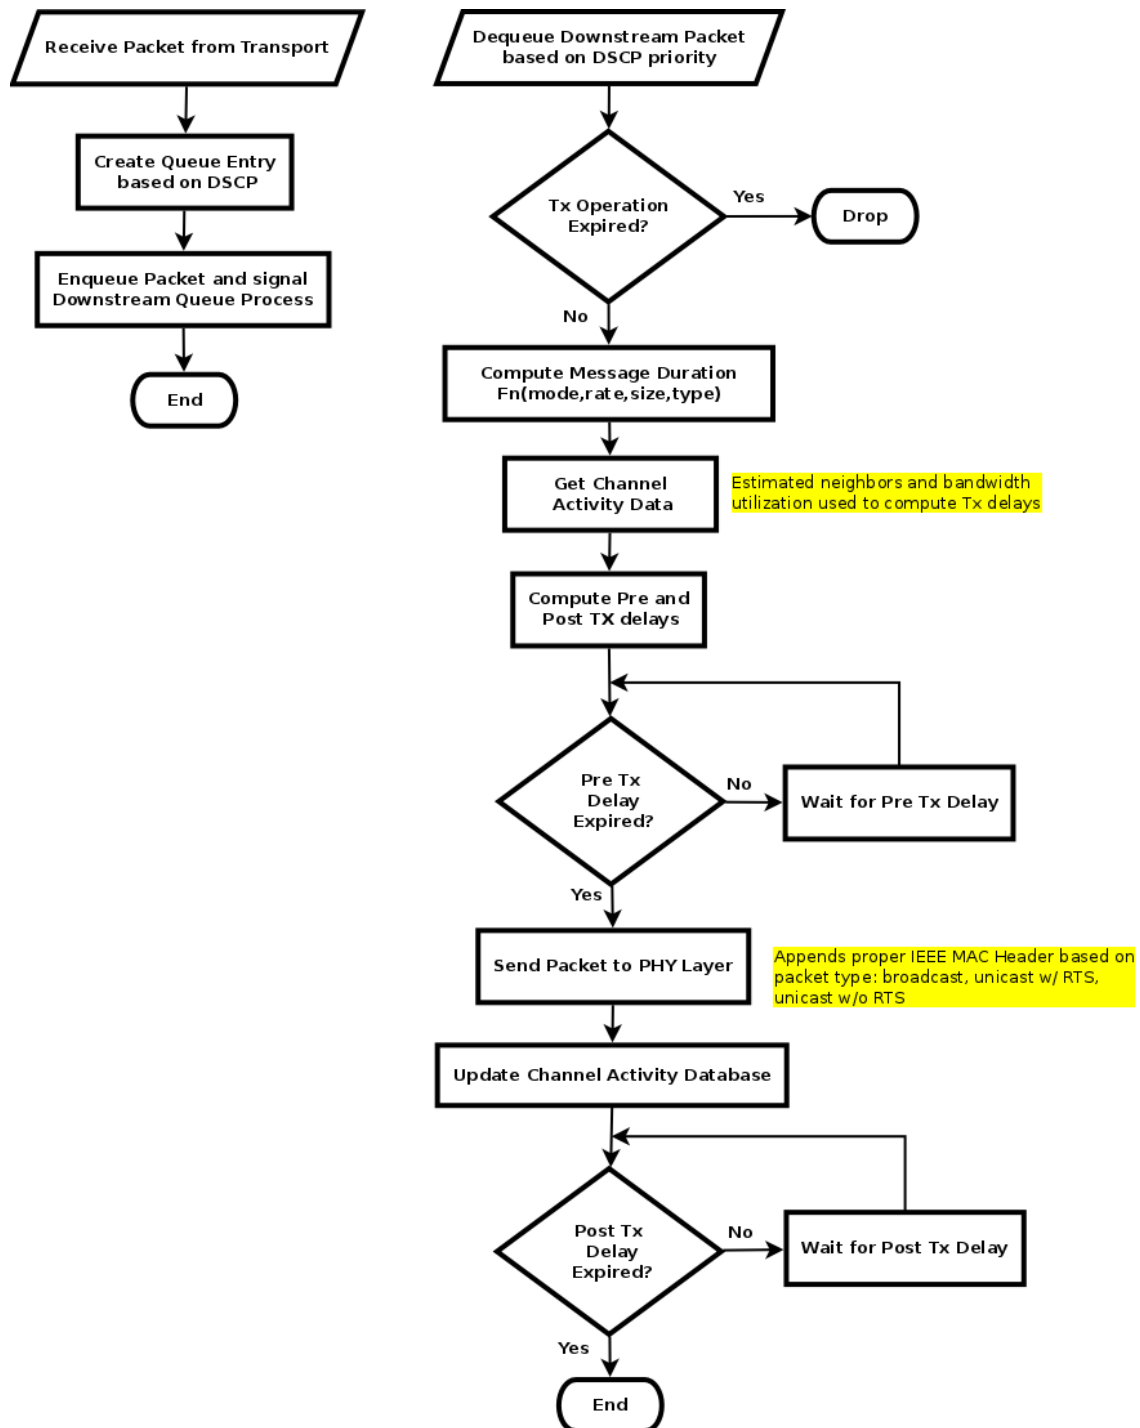 Receive Packet from Transport
Create Queue Entry
based on DSCP
Enqueue Packet and signal
Downstream Queue Process
End
Dequeue Downstream Packet
based on DSCP priority
Tx Operation
Expired?
Yes
Drop
No
Compute Message Duration
Fn(mode,rate,size,type)
Get Channel
Activity Data
Estimated neighbors and bandwidth
utilization used to compute Tx delays
Compute Pre and
Post TX delays
Pre Tx
Delay
Expired?
No
Wait for Pre Tx Delay
Yes
Send Packet to PHY Layer
Appends proper IEEE MAC Header based on
packet type: broadcast, unicast w/ RTS,
unicast w/o RTS
Update Channel Activity Database
Post Tx
Delay
Expired?
No
Wait for Post Tx Delay
Yes
End